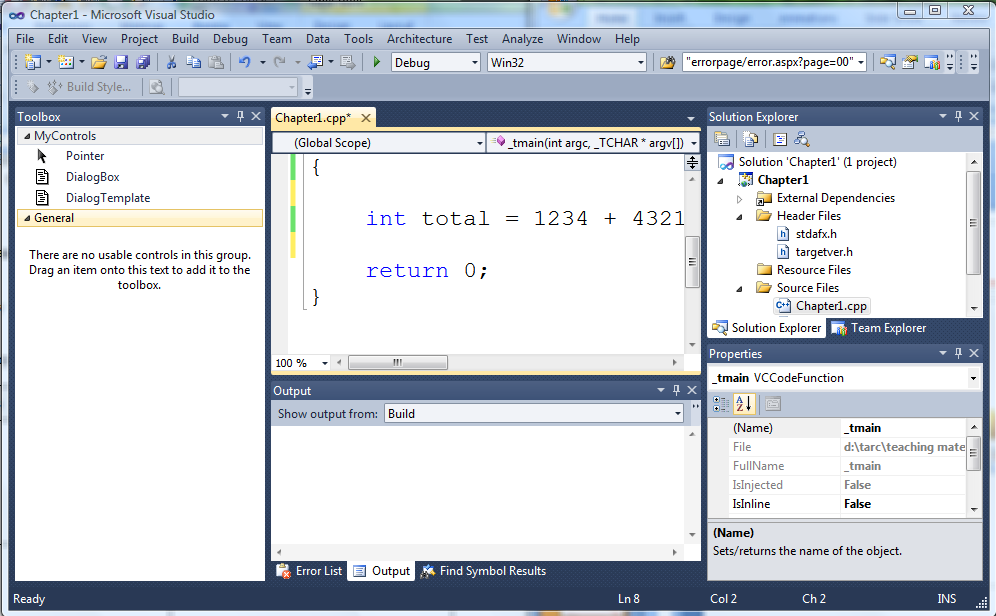 Chapter1 - Microsoft Visual Studio
File Edit View Project Build Debug Team Data Tools Architecture Test Analyze Window Help
Debug Win32 "errorpage/error.aspx?page=00"
Build Style...
Toolbox
MyControls
Pointer
DialogBox
DialogTemplate
General
There are no usable controls in this group.
Drag an item onto this text to add it to the
toolbox.
Chapter1.cpp*
(Global Scope) _tmain(int argc, _TCHAR * argv[])
{
int total = 1234 + 4321
return 0;
}
100 %
Output
Show output from: Build
Error List Output Find Symbol Results
Solution Explorer
Solution 'Chapter1' (1 project)
Chapter1
External Dependencies
Header Files
stdafx.h
targetver.h
Resource Files
Source Files
Chapter1.cpp
Solution Explorer Team Explorer
Properties
_tmain VCCodeFunction
(Name) _tmain
File d:\tarc\teaching mate
FullName _tmain
IsInjected False
IsInline False
(Name)
Sets/returns the name of the object.
Ready Ln 8 Col 2 Ch 2 INS